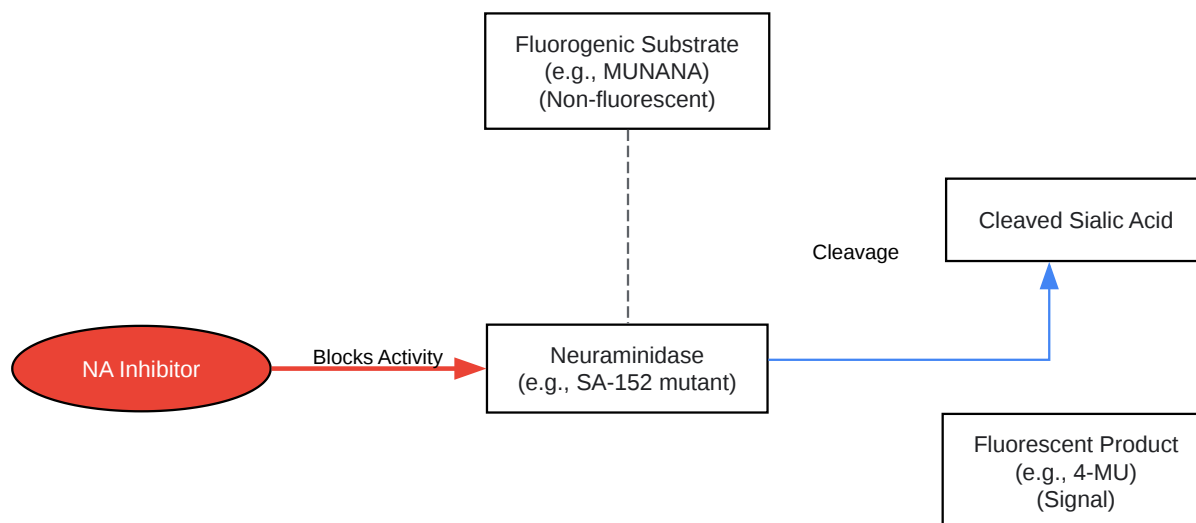 Fluorogenic Substrate
(e.g., MUNANA)
(Non-fluorescent)
Cleaved Sialic Acid
Cleavage
NA Inhibitor
Blocks Activity
Neuraminidase
(e.g., SA-152 mutant)
Fluorescent Product
(e.g., 4-MU)
(Signal)